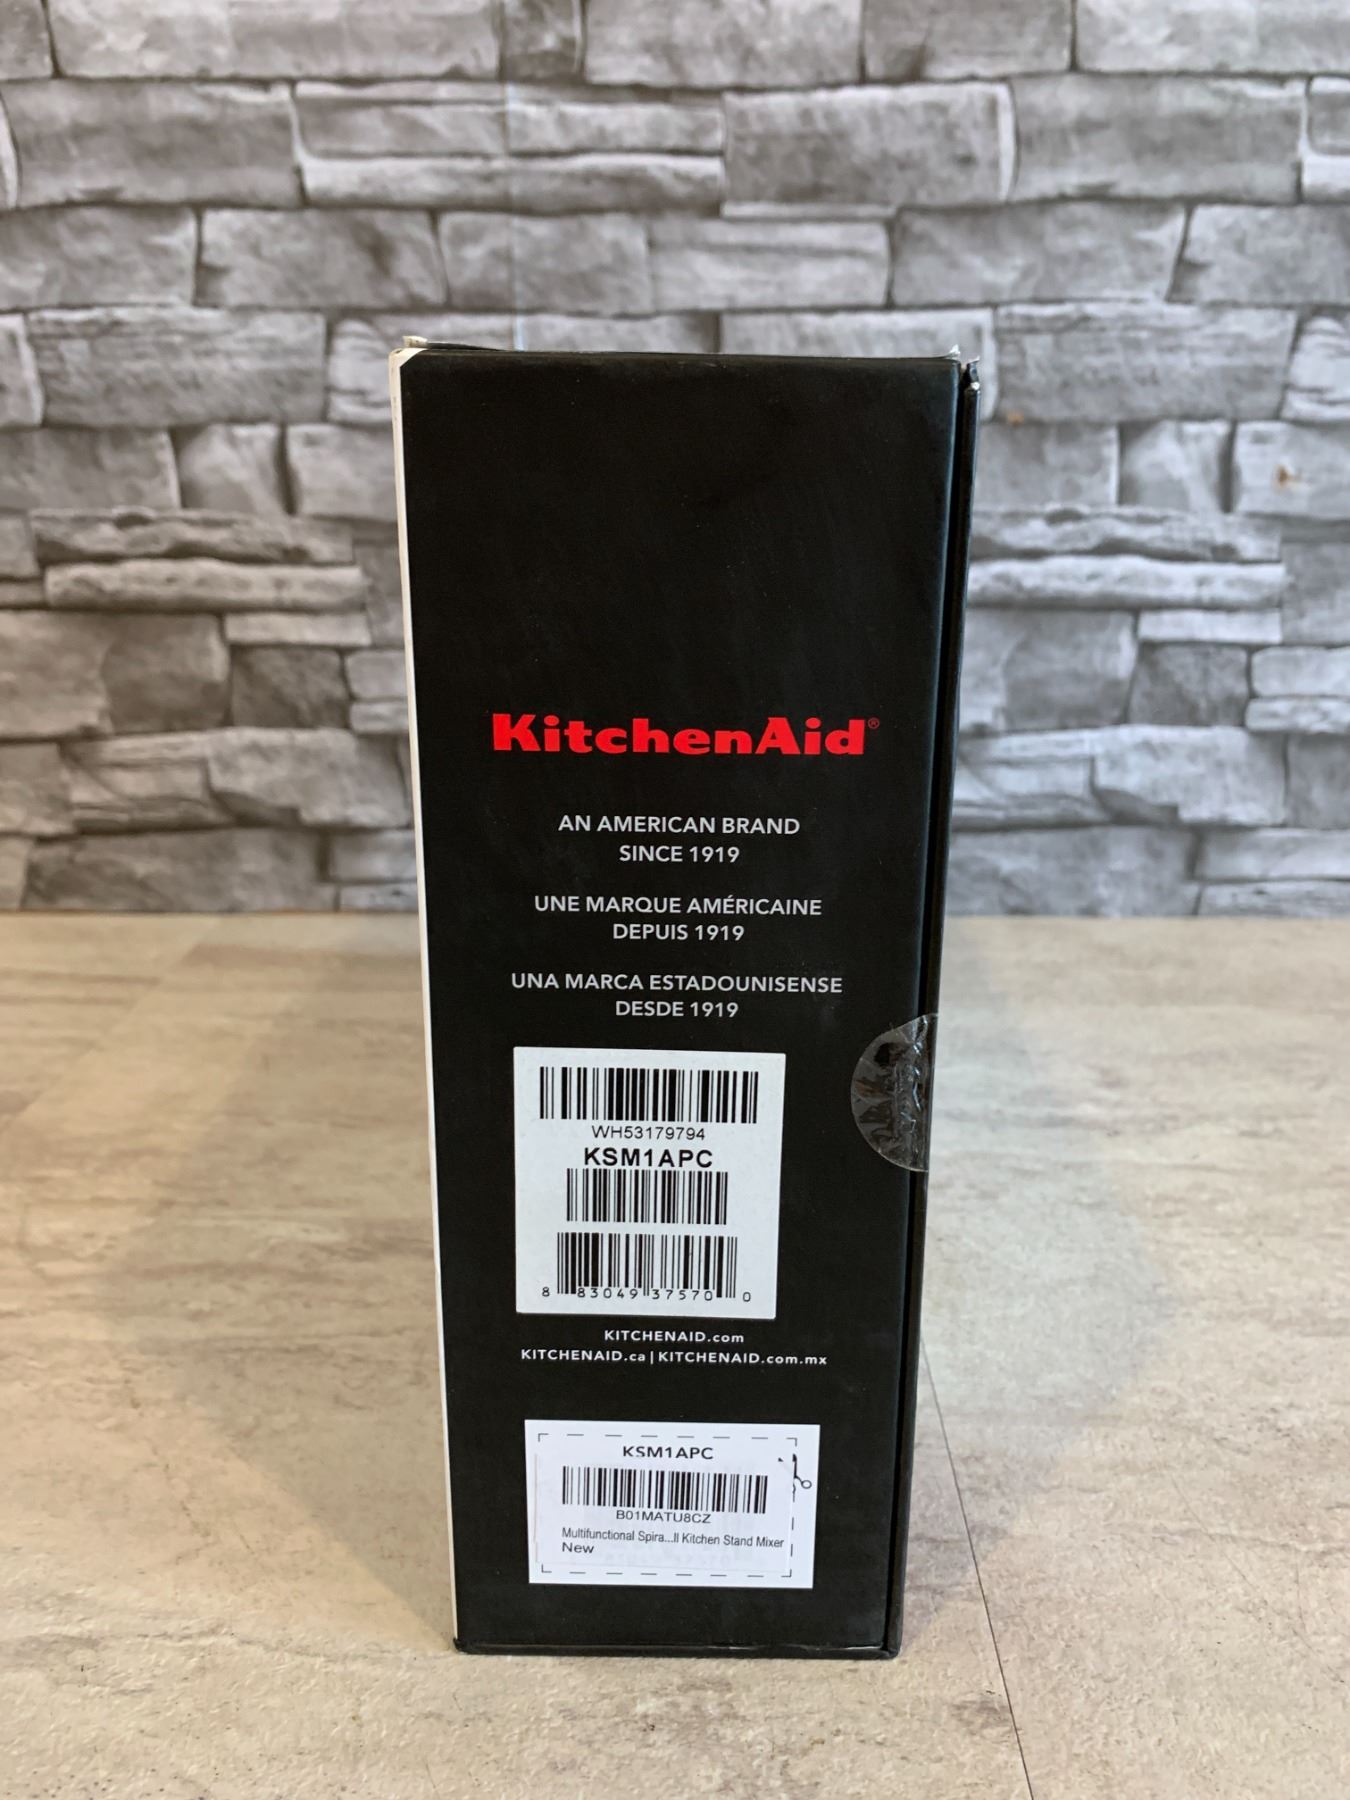 KitchenAid®
AN AMERICAN BRAND
SINCE 1919
UNE MARQUE AMÉRICAINE
DEPUIS 1919
UNA MARCA ESTADOUNISENSE
DESDE 1919
WH53179794
KSM1APC
8 83049 37570 0
KITCHENAID.com
KITCHENAID.ca | KITCHENAID.com.mx
KSM1APC
B01MATU8CZ
Multifunctional Spira...ll Kitchen Stand Mixer
New